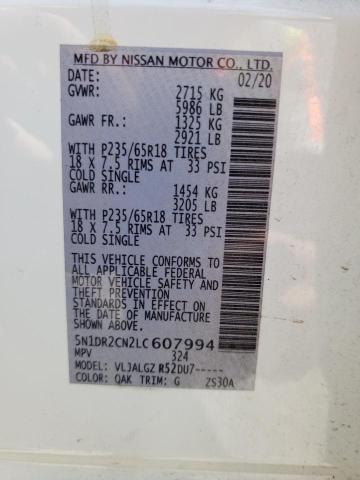 MFD BY NISSAN MOTOR CO., LTD.
DATE: 02/20
GVWR: 2715 KG
5986 LB
GAWR FR.: 1325 KG
2921 LB
WITH P235/65R18 TIRES
18 X 7.5 RIMS AT 33 PSI
COLD SINGLE
GAWR RR.: 1454 KG
3205 LB
WITH P235/65R18 TIRES
18 X 7.5 RIMS AT 33 PSI
COLD SINGLE
THIS VEHICLE CONFORMS TO
ALL APPLICABLE FEDERAL
MOTOR VEHICLE SAFETY AND
STANDARDS IN EFFECT ON
THE DATE OF MANUFACTURE
SHOWN ABOVE.
5N1DR2CN2LC607994
MPV 324
MODEL: VLJALGZ R52DU7-----
COLOR: QAK TRIM: G ZS30A